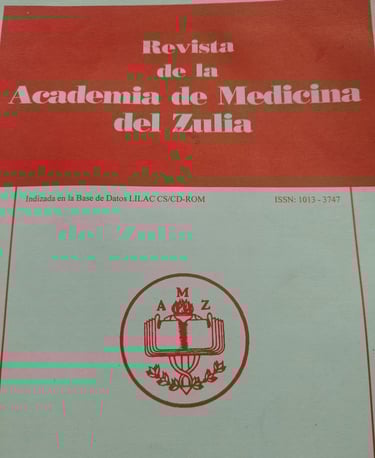 Revista
de la
Academia de Medicina
del Zulia
Indizada en la Base de Datos LILAC CS/CD-ROM
ISSN: 1013 - 3747
A M Z